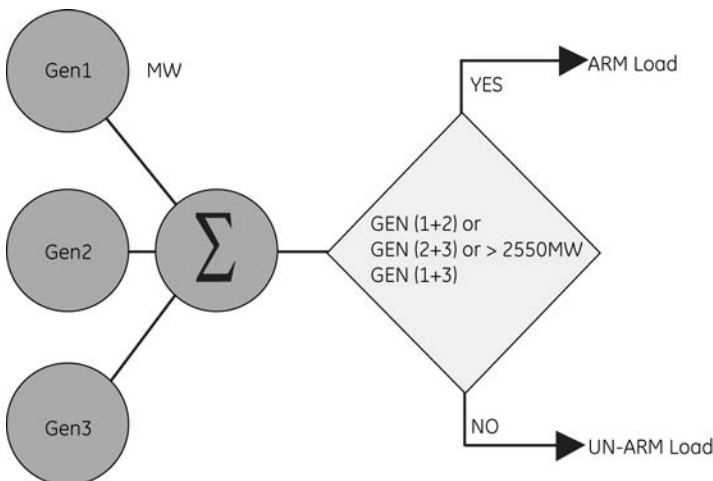 Gen1
MW
Gen2
Gen3
Σ
GEN (1+2) or
GEN (2+3) or > 2550MW
GEN (1+3)
YES
ARM Load
NO
UN-ARM Load